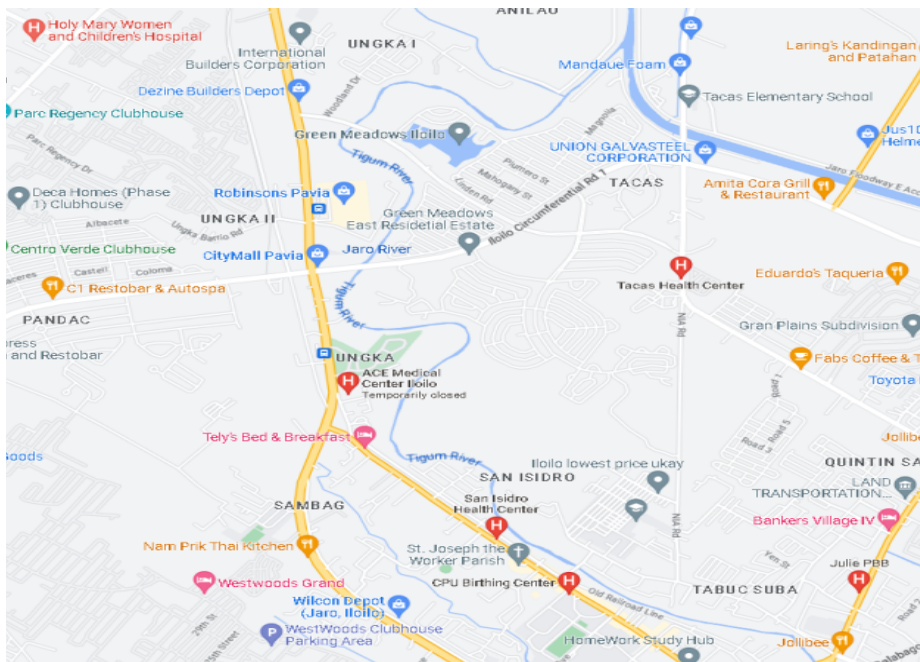 ANILAO
Holy Mary Women
and Children's Hospital
International
Builders Corporation
UNGKA I
Laring's Kandingan
and Patahan
Mandaue Foam
Dezine Builders Depot
Woodland Dr
Tacas Elementary School
Parc Regency Clubhouse
Green Meadows Iloilo
Magnolia
Jus10
Helme
UNION GALVASTEEL
CORPORATION
Parc Regency Dr
Tigum River
Plumero St
Mahogany St
Linden Rd
TACAS
Jaro Floodway E Acc
Deca Homes (Phase
1) Clubhouse
Robinsons Pavia
Amita Cora Grill
& Restaurant
Albacete
UNGKA II
Ungka Barrio Rd
Green Meadows
East Residetial Estate
Iloilo Circumferential Rd 1
Centro Verde Clubhouse
CityMall Pavia
Jaro River
aceres
Castell
Coloma
C1 Restobar & Autospa
Tigum River
Tacas Health Center
Eduardo's Taqueria
PANDAC
Gran Plains Subdivision
NIA Rd
ress
n and Restobar
UNGKA
Fabs Coffee & T
ACE Medical
Center Iloilo
Temporarily closed
Road 1
Toyota
Tely's Bed & Breakfast
Road 5
Road 3
Jollibe
Goods
Tigum River
Iloilo lowest price ukay
QUINTIN SA
SAN ISIDRO
LAND
TRANSPORTATION...
SAMBAG
San Isidro
Health Center
NIA Rd
Bankers Village IV
Nam Prik Thai Kitchen
St. Joseph the
Worker Parish
Yen St
Julie PBB
Westwoods Grand
CPU Birthing Center
TABUC SUBA
Old Railroad Line
Wilcon Depot
(Jaro, Iloilo)
29th St
WestWoods Clubhouse
Parking Area
HomeWork Study Hub
Jollibee